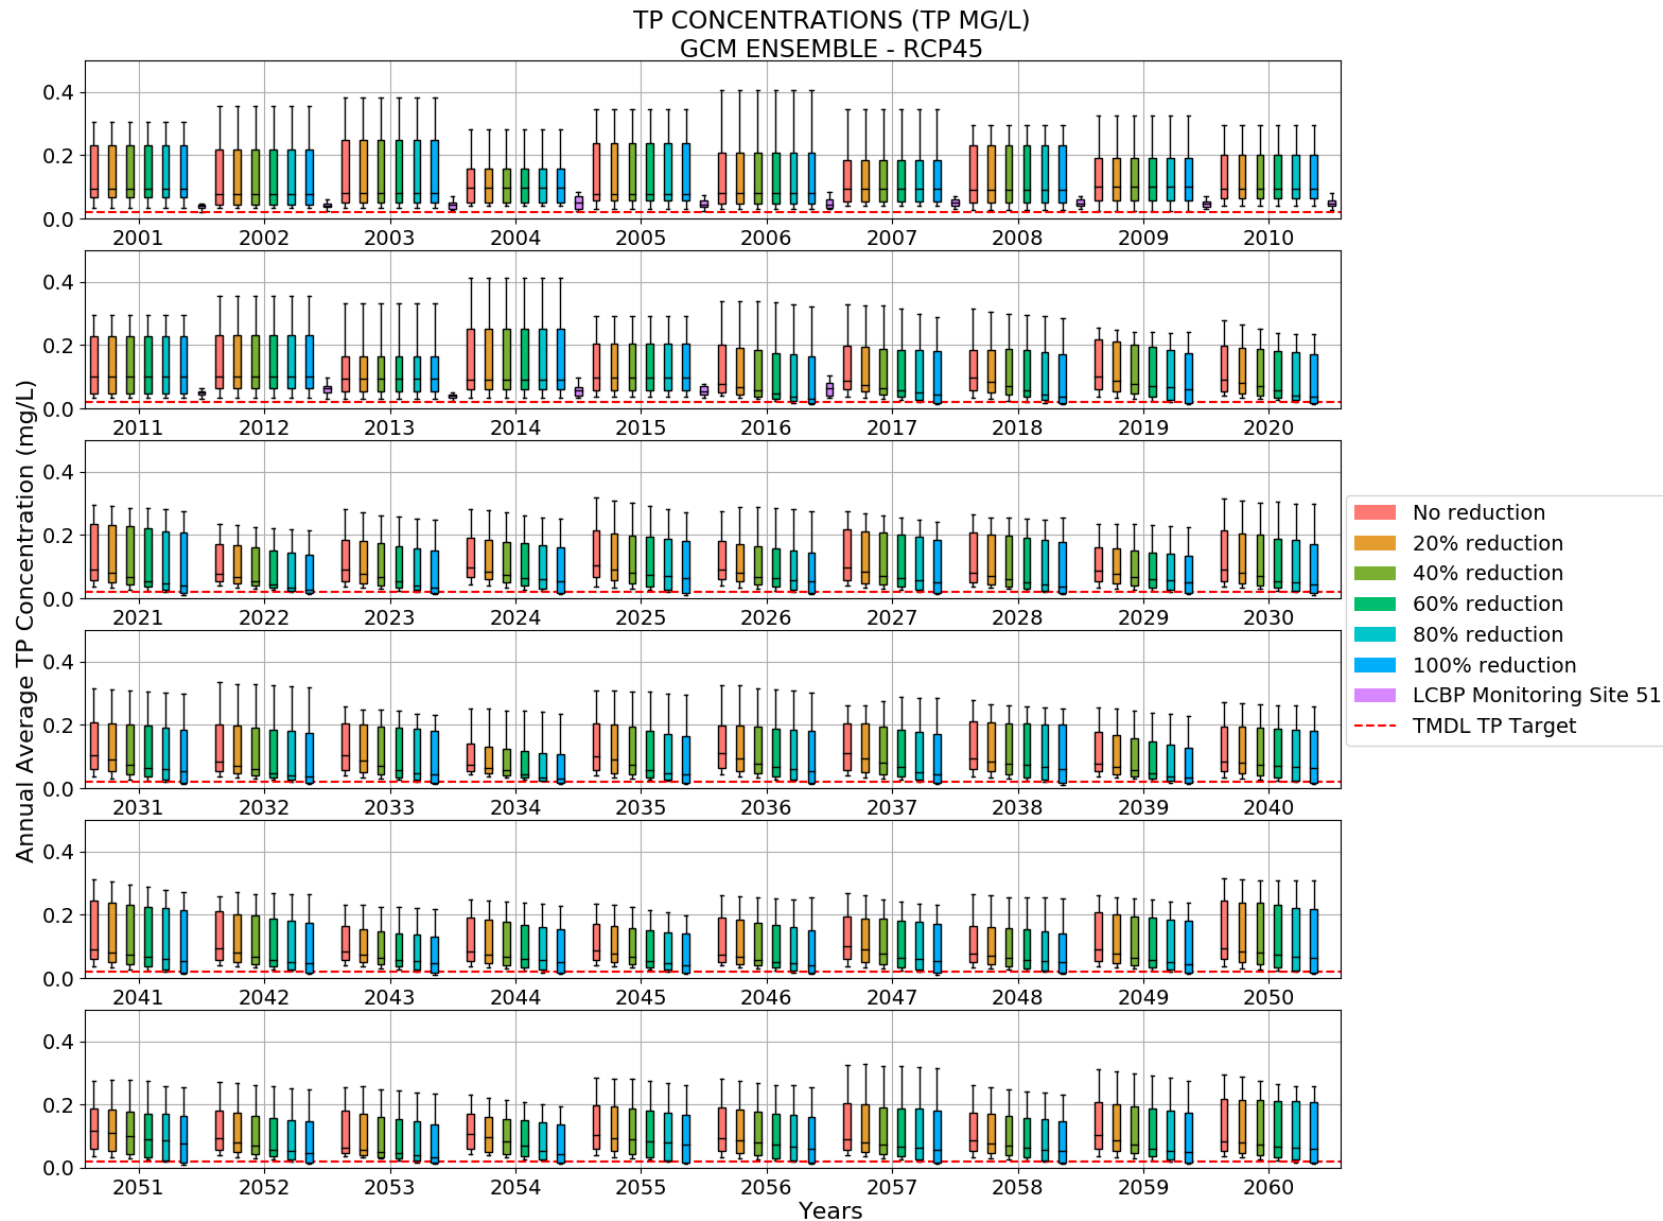 TP CONCENTRATIONS (TP MG/L)
GCM ENSEMBLE - RCP45
Annual Average TP Concentration (mg/L)
0.4
0.2
0.0
2001 2002 2003 2004 2005 2006 2007 2008 2009 2010
0.4
0.2
0.0
2011 2012 2013 2014 2015 2016 2017 2018 2019 2020
0.4
0.2
0.0
2021 2022 2023 2024 2025 2026 2027 2028 2029 2030
0.4
0.2
0.0
2031 2032 2033 2034 2035 2036 2037 2038 2039 2040
0.4
0.2
0.0
2041 2042 2043 2044 2045 2046 2047 2048 2049 2050
0.4
0.2
0.0
2051 2052 2053 2054 2055 2056 2057 2058 2059 2060
Years
No reduction
20% reduction
40% reduction
60% reduction
80% reduction
100% reduction
LCBP Monitoring Site 51
TMDL TP Target